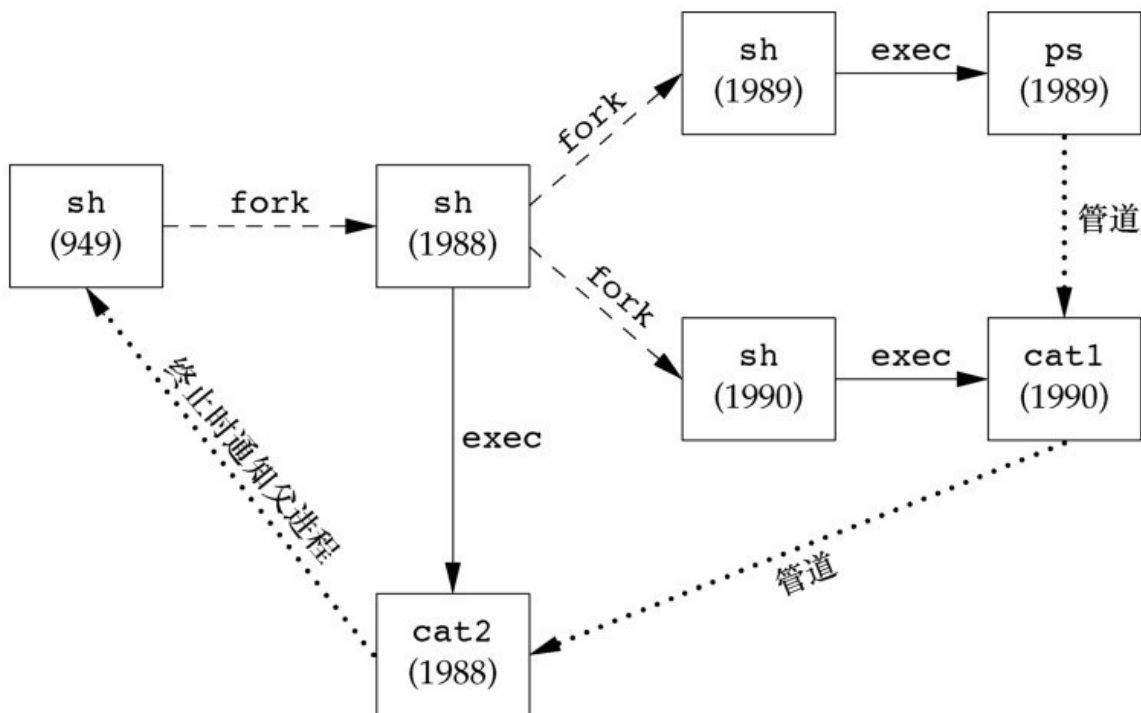 sh
(1989)
exec
ps
(1989)
fork
sh
(949)
fork
sh
(1988)
管道
fork
sh
(1990)
exec
cat1
(1990)
终止时通知父进程
exec
管道
cat2
(1988)